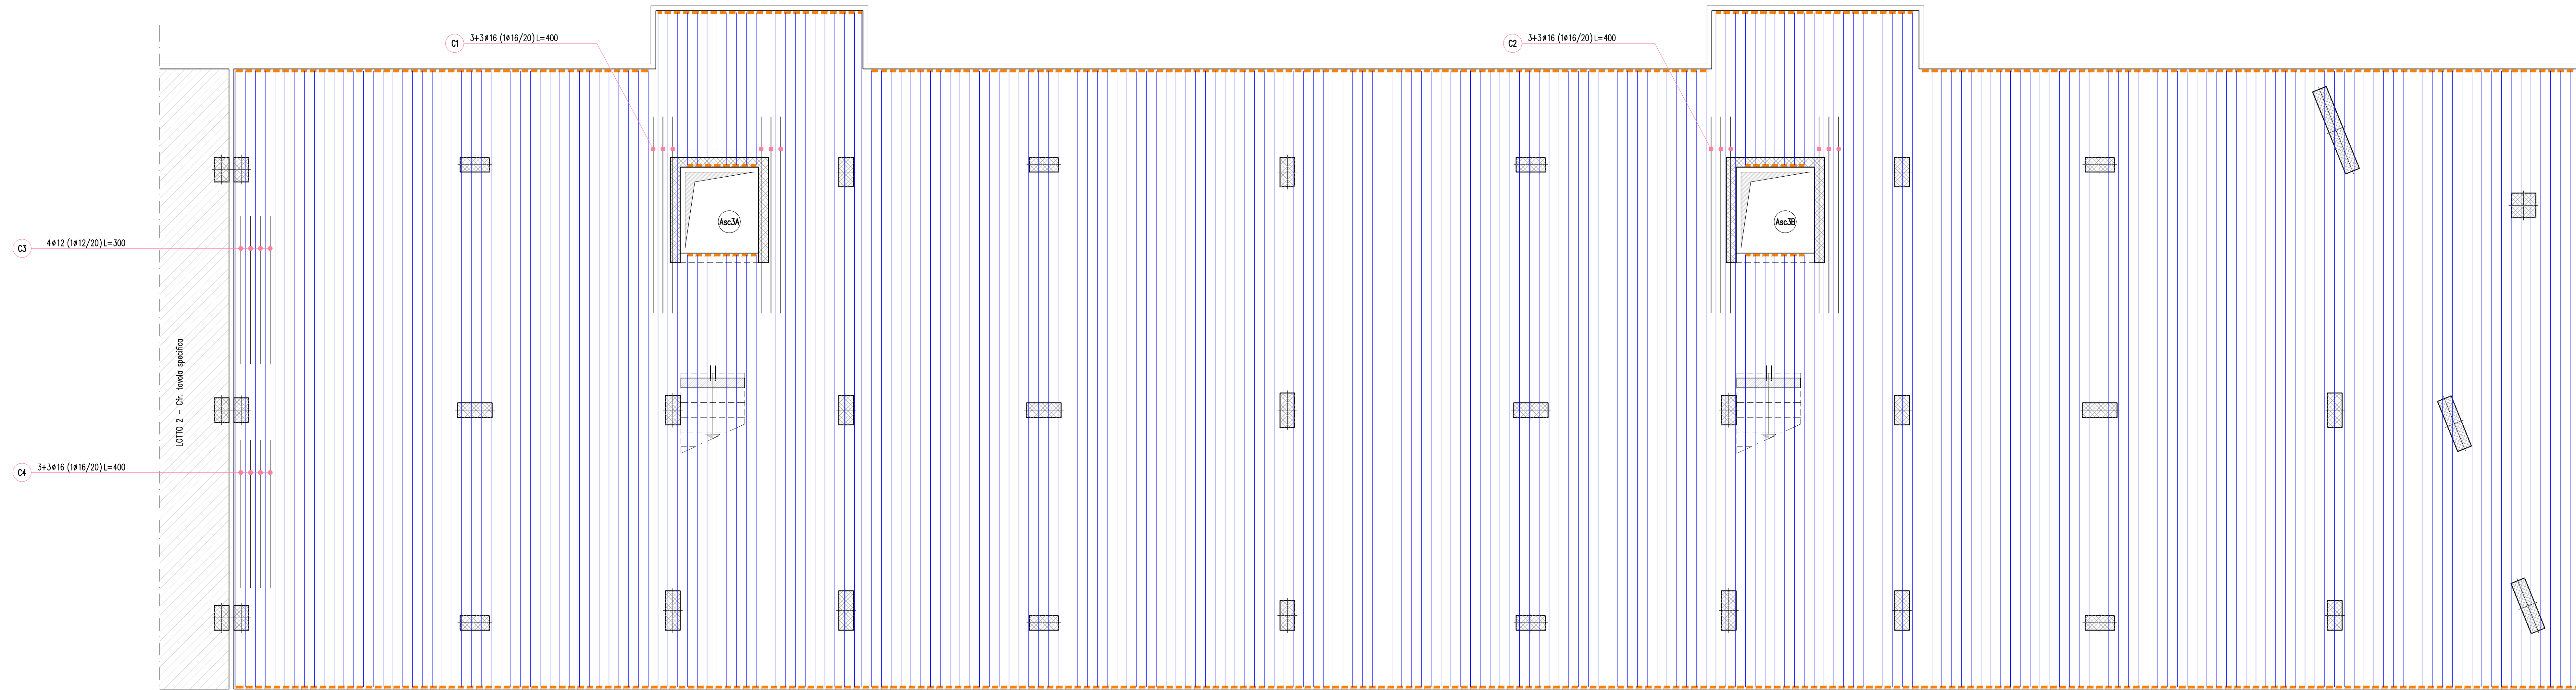 C1 3+3ø16 (1ø16/20) L=400
C2 3+3ø16 (1ø16/20) L=400
Asc3A
Asc3B
C3 4ø12 (1ø12/20) L=300
LOTTO 2 - Cfr. tavola specifica
C4 3+3ø16 (1ø16/20) L=400